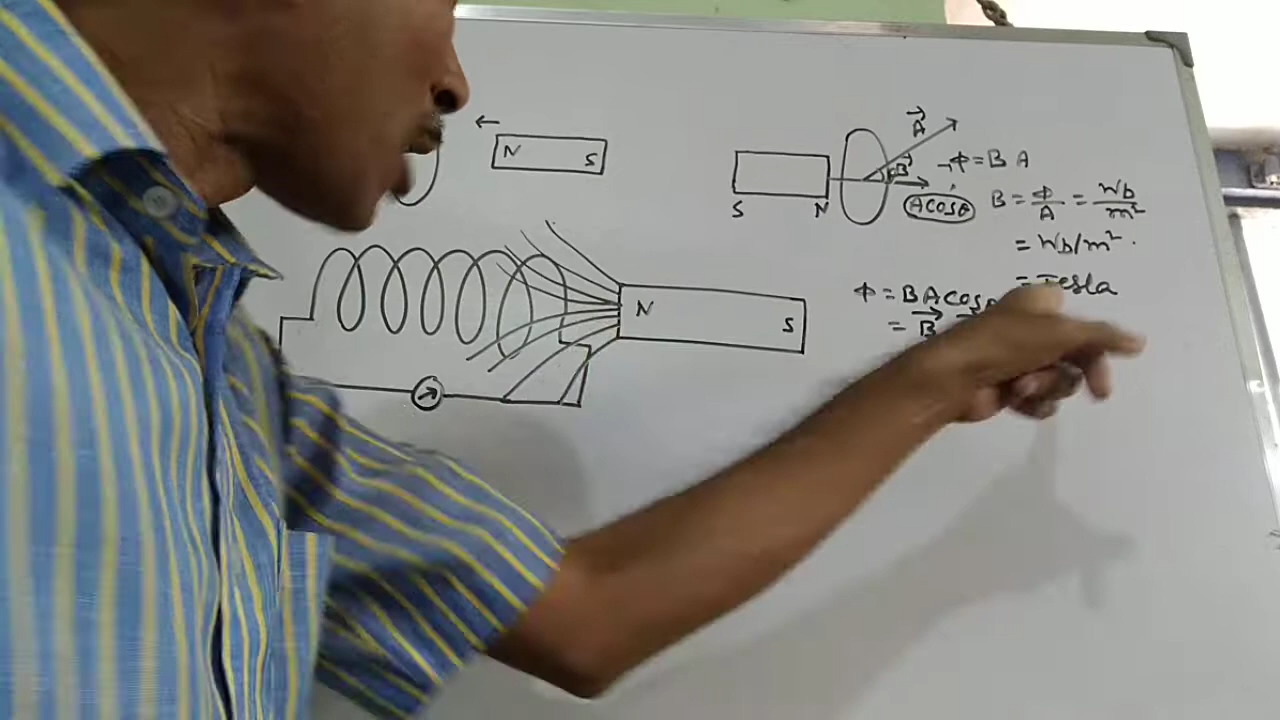 N S
S N
A⃗
B⃗
Φ = B A
A cos θ
B = Φ/A = Wb/m²
= Wb/m²
= Tesla
Φ = B A cos
= B⃗
N S